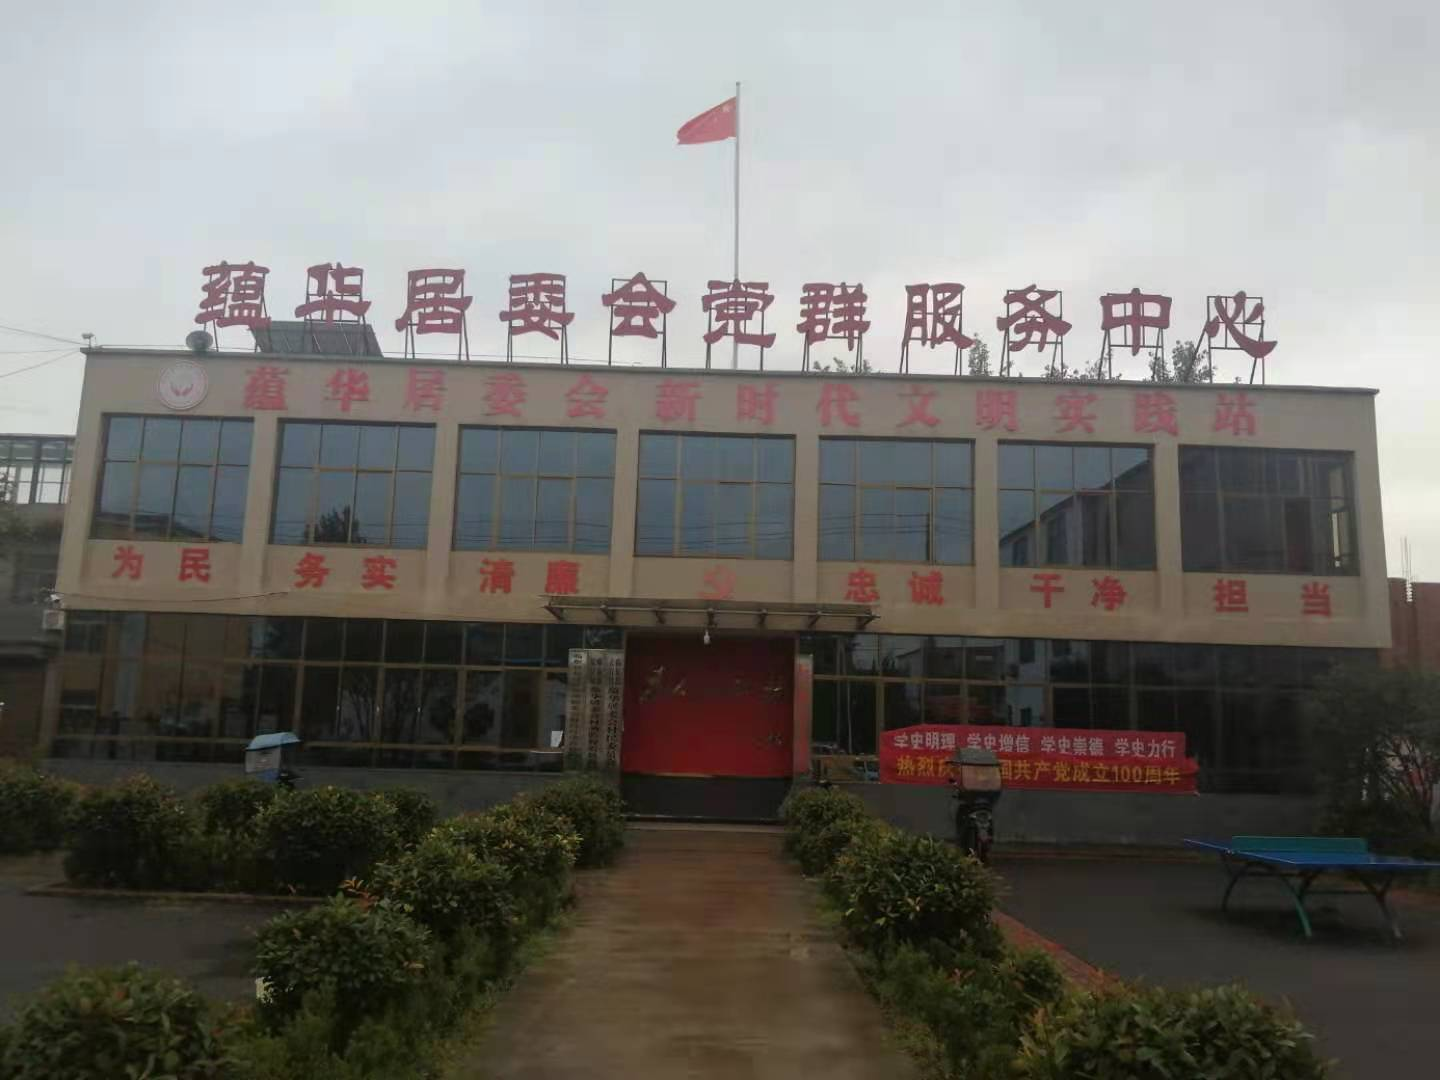 蕴华居委会党群服务中心
蕴华居委会新时代文明实践站
为民 务实 清廉 忠诚 干净 担当
学史明理 学史增信 学史崇德 学史力行
热烈庆 国共产党成立100周年